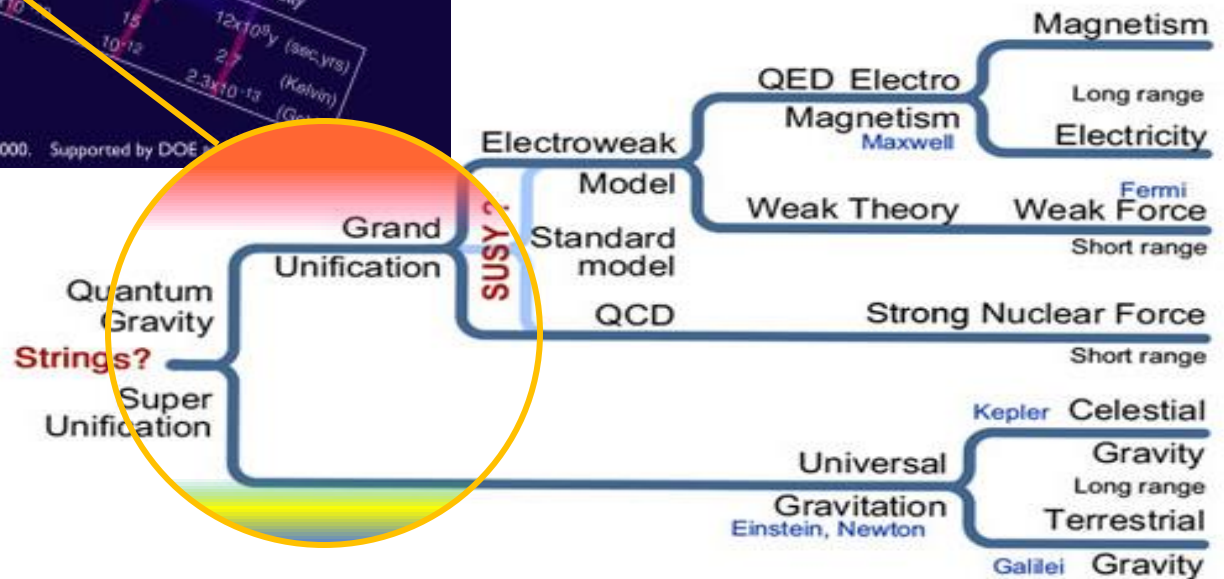 12x10⁹y (sec,yrs)
15
10⁻¹²
2.7 (Kelvin)
2.3x10⁻¹³
000. Supported by DOE
Magnetism
QED Electro
Long range
Magnetism
Maxwell
Electricity
Electroweak
Model
Fermi
Weak Theory
Weak Force
Short range
SUSY ?
Grand
Unification
Standard
model
Quantum
Gravity
QCD
Strong Nuclear Force
Short range
Strings?
Super
Unification
Kepler Celestial
Gravity
Universal
Long range
Gravitation
Einstein, Newton
Terrestrial
Galilei Gravity